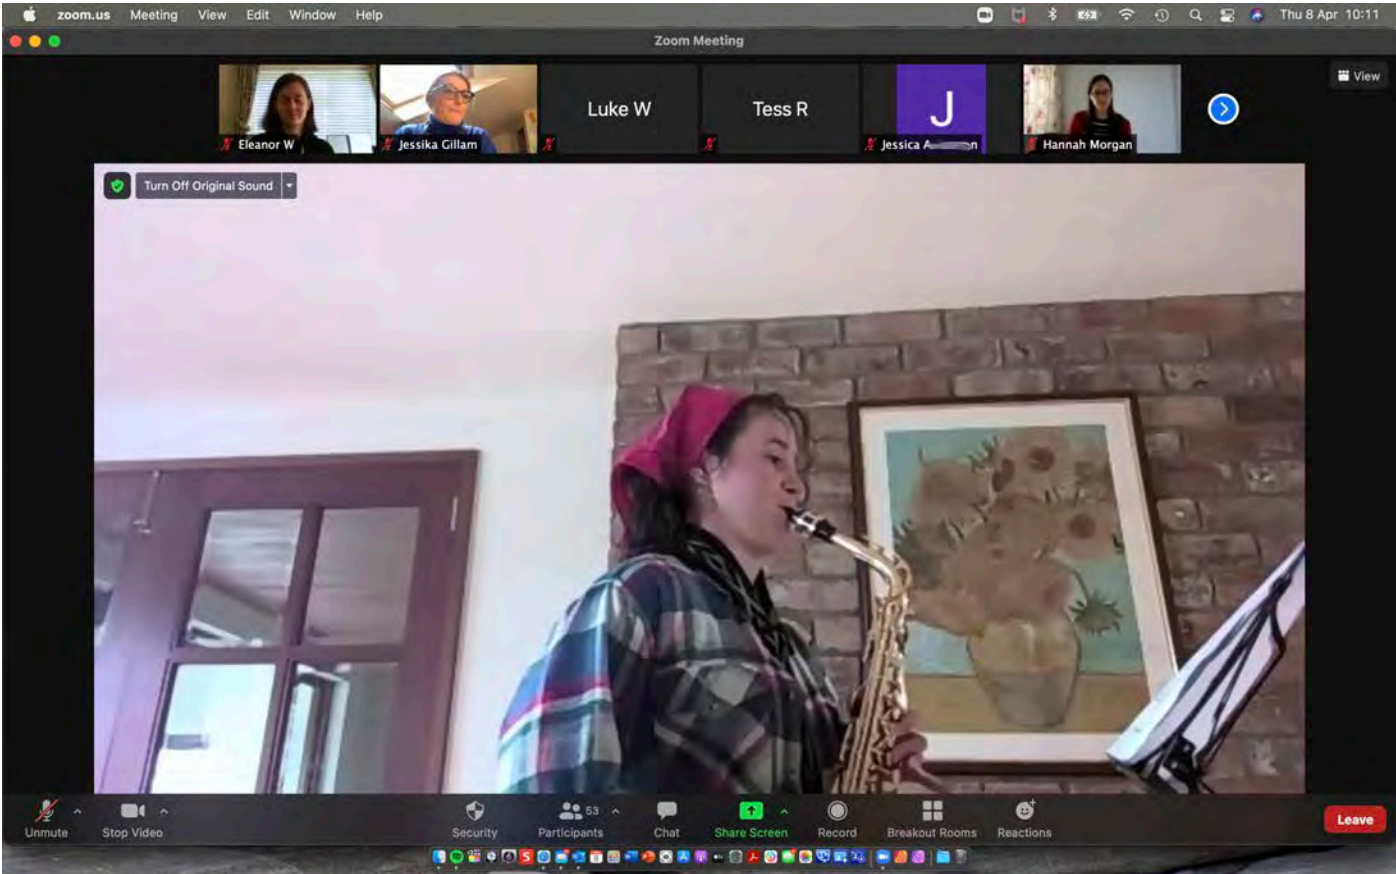 zoom.us Meeting View Edit Window Help Thu 8 Apr 10:11
Zoom Meeting
View
Luke W
Tess R
J
Eleanor W
Jessika Gillam
Jessica
Hannah Morgan
Turn Off Original Sound
53
Unmute
Stop Video
Security
Participants
Chat
Share Screen
Record
Breakout Rooms
Reactions
Leave